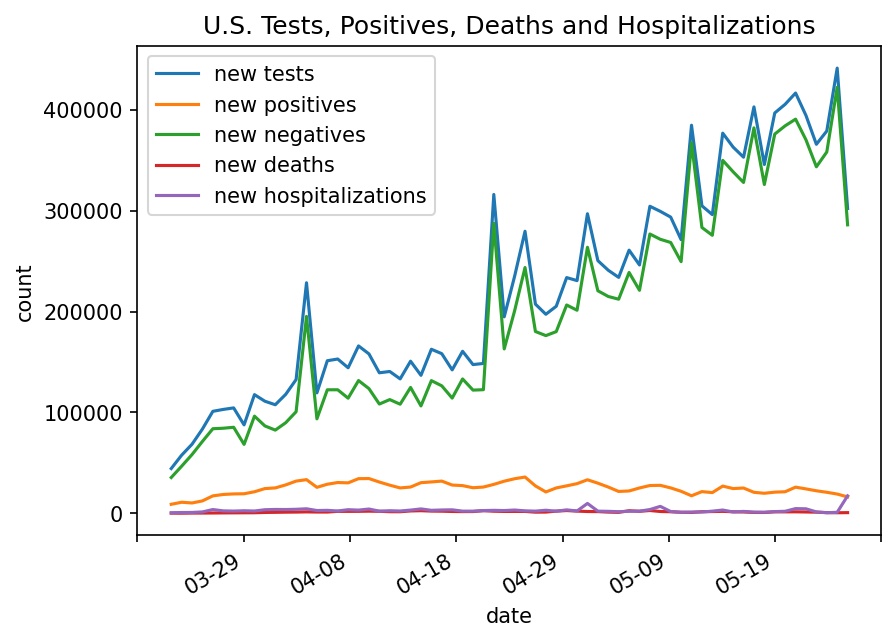 U.S. Tests, Positives, Deaths and Hospitalizations
new tests
new positives
new negatives
new deaths
new hospitalizations
400000
300000
200000
100000
0
count
03-29
04-08
04-18
04-29
05-09
05-19
date